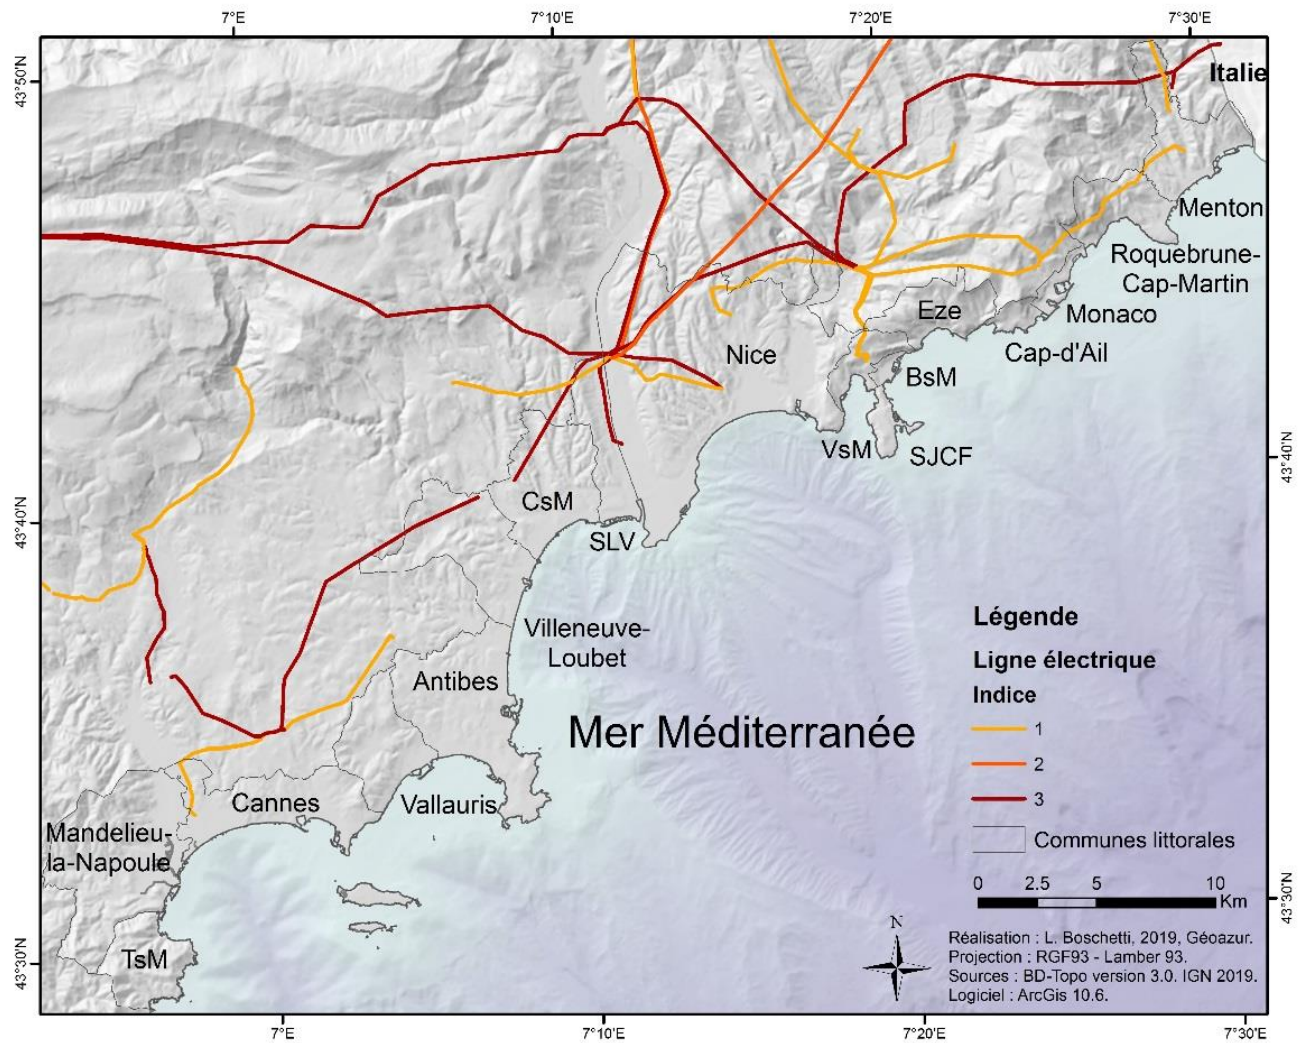 7°E
7°10'E
7°20'E
7°30'E
43°50'N
Italie
Menton
Roquebrune-
Cap-Martin
Monaco
Eze
Cap-d'Ail
Nice
BsM
VsM
SJCF
43°40'N
CsM
43°40'N
SLV
Villeneuve-
Loubet
Antibes
Mer Méditerranée
Cannes
Vallauris
Mandelieu-
la-Napoule
TsM
43°30'N
Légende
Ligne électrique
Indice
1
2
3
Communes littorales
0 2.5 5 10
Km
43°30'N
N
Réalisation : L. Boschetti, 2019, Géoazur.
Projection : RGF93 - Lamber 93.
Sources : BD-Topo version 3.0. IGN 2019.
Logiciel : ArcGis 10.6.
7°E
7°10'E
7°20'E
7°30'E